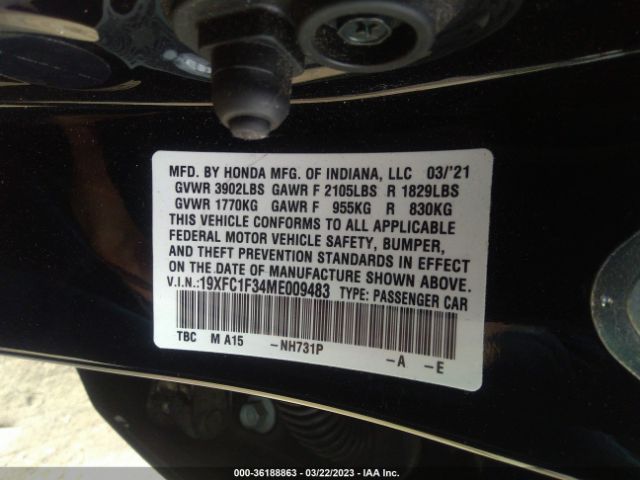 MFD. BY HONDA MFG. OF INDIANA, LLC 03/'21
GVWR 3902LBS GAWR F 2105LBS R 1829LBS
GVWR 1770KG GAWR F 955KG R 830KG
THIS VEHICLE CONFORMS TO ALL APPLICABLE
FEDERAL MOTOR VEHICLE SAFETY, BUMPER,
AND THEFT PREVENTION STANDARDS IN EFFECT
ON THE DATE OF MANUFACTURE SHOWN ABOVE.
V.I.N.:19XFC1F34ME009483 TYPE: PASSENGER CAR
TBC M A15 -NH731P -A -E
000-36188863 - 03/22/2023 - IAA Inc.